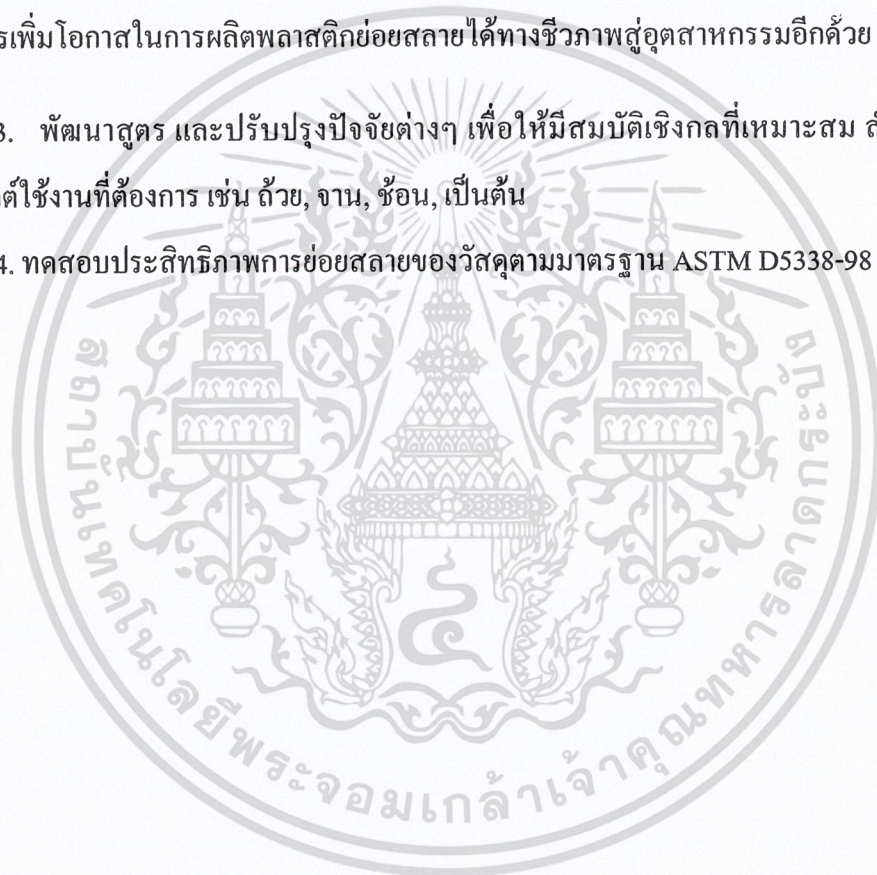 รเพิ่มโอกาสในการผลิตพลาสติกย่อยสลายได้ทางชีวภาพสู่อุตสาหกรรมอีกด้วย
3. พัฒนาสูตร และปรับปรุงปัจจัยต่างๆ เพื่อให้มีสมบัติเชิงกลที่เหมาะสม สํ
ต์ใช้งานที่ต้องการ เช่น ถ้วย, จาน, ช้อน, เป็นต้น
4. ทดสอบประสิทธิภาพการย่อยสลายของวัสดุตามมาตรฐาน ASTM D5338-98
สถาบันเทคโนโลยีพระจอมเกล้าเจ้าคุณทหารลาดกระบัง
๔